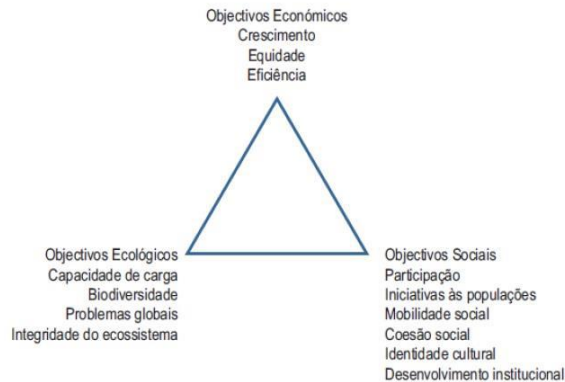 Objectivos Económicos
Crescimento
Equidade
Eficiência
Objectivos Ecológicos
Capacidade de carga
Biodiversidade
Problemas globais
Integridade do ecossistema
Objectivos Sociais
Participação
Iniciativas às populações
Mobilidade social
Coesão social
Identidade cultural
Desenvolvimento institucional